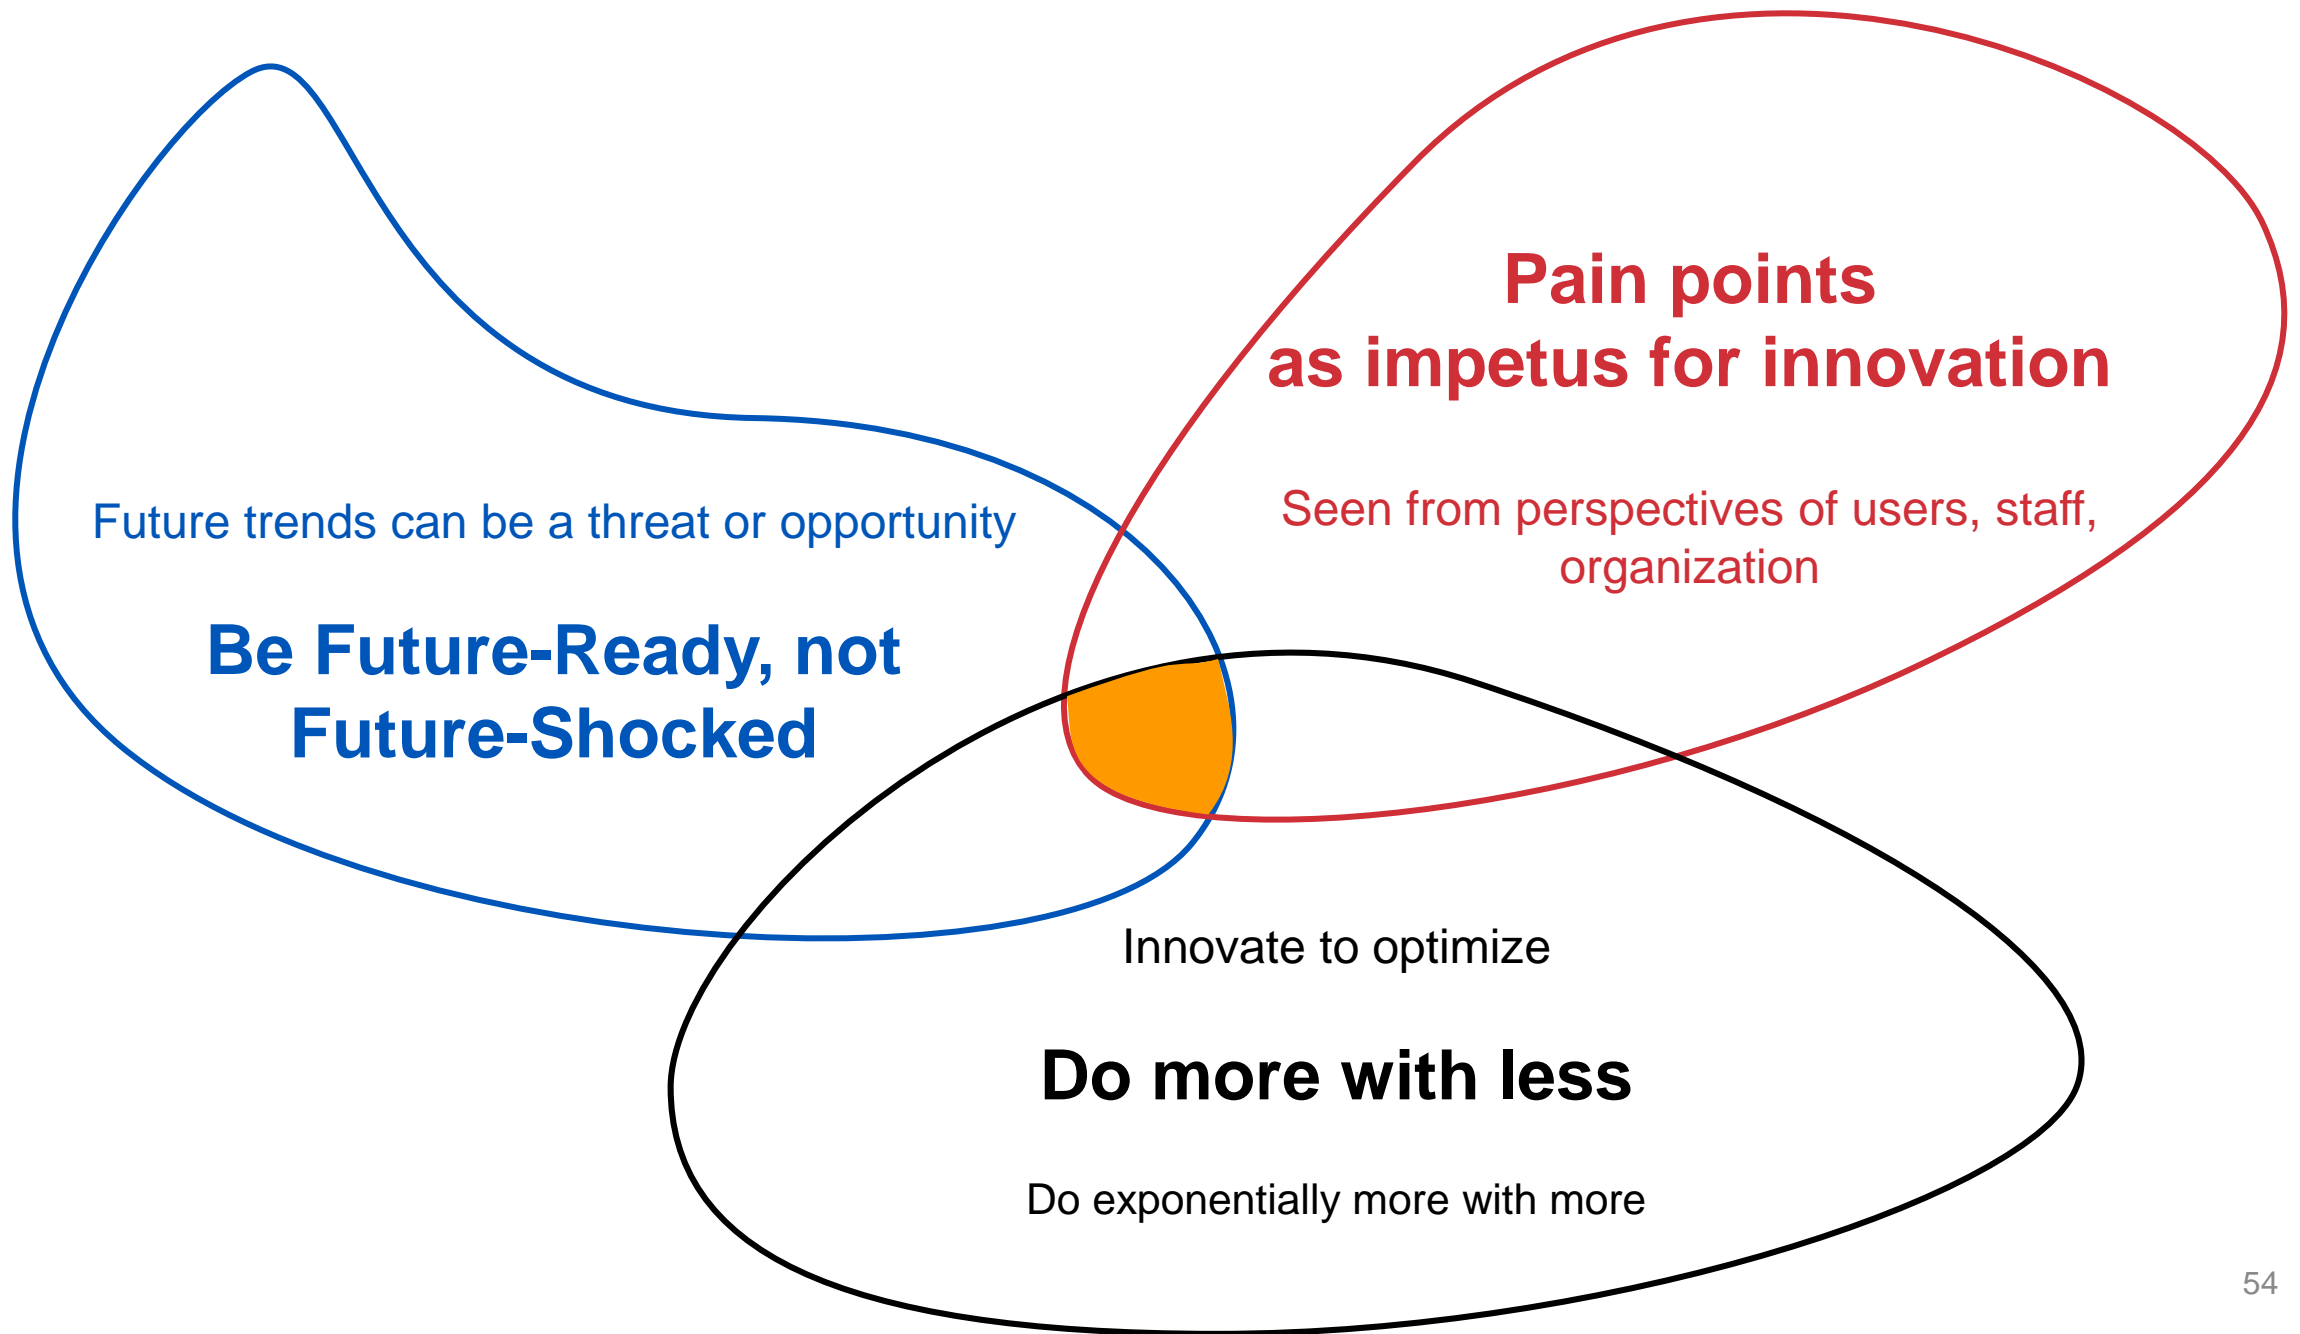 Future trends can be a threat or opportunity
Be Future-Ready, not
Future-Shocked
Pain points
as impetus for innovation
Seen from perspectives of users, staff,
organization
Innovate to optimize
Do more with less
Do exponentially more with more
54